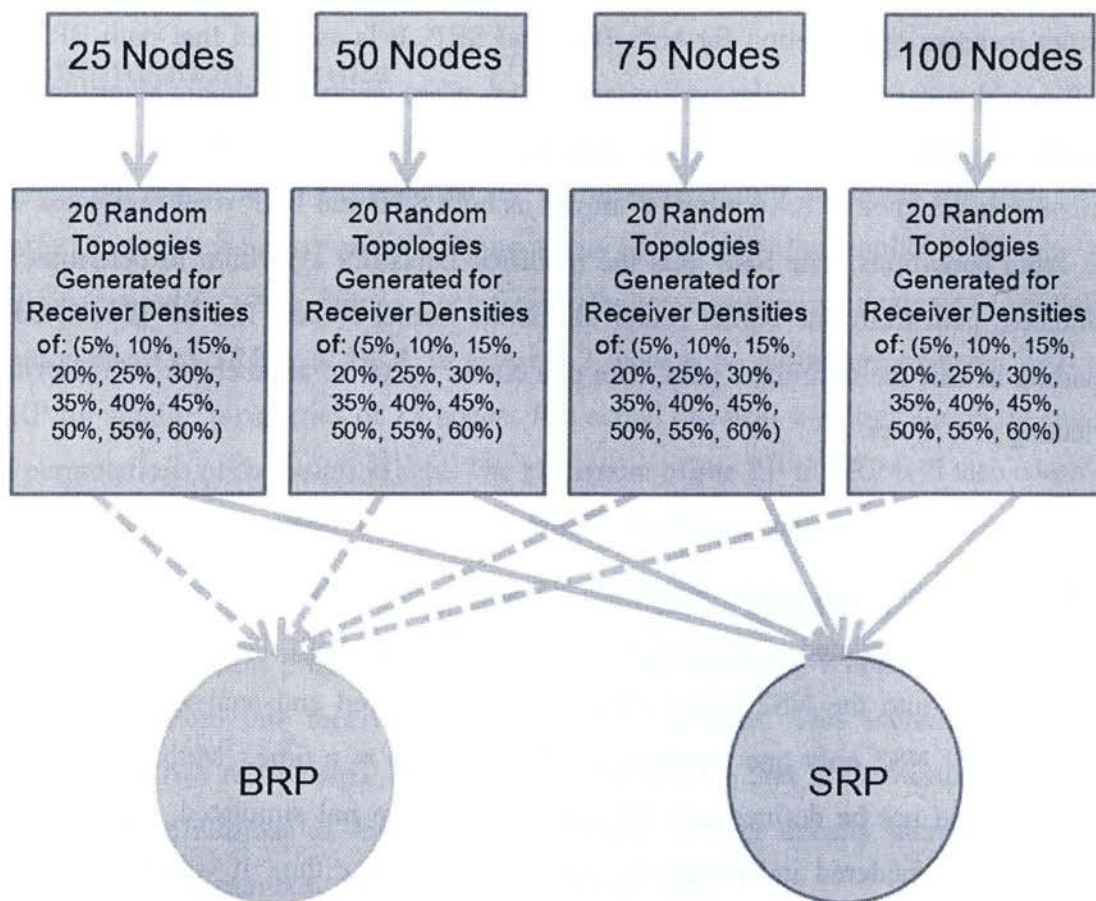 25 Nodes
50 Nodes
75 Nodes
100 Nodes
20 Random
Topologies
Generated for
Receiver Densities
of: (5%, 10%, 15%,
20%, 25%, 30%,
35%, 40%, 45%,
50%, 55%, 60%)
20 Random
Topologies
Generated for
Receiver Densities
of: (5%, 10%, 15%,
20%, 25%, 30%,
35%, 40%, 45%,
50%, 55%, 60%)
20 Random
Topologies
Generated for
Receiver Densities
of: (5%, 10%, 15%,
20%, 25%, 30%,
35%, 40%, 45%,
50%, 55%, 60%)
20 Random
Topologies
Generated for
Receiver Densities
of: (5%, 10%, 15%,
20%, 25%, 30%,
35%, 40%, 45%,
50%, 55%, 60%)
BRP
SRP